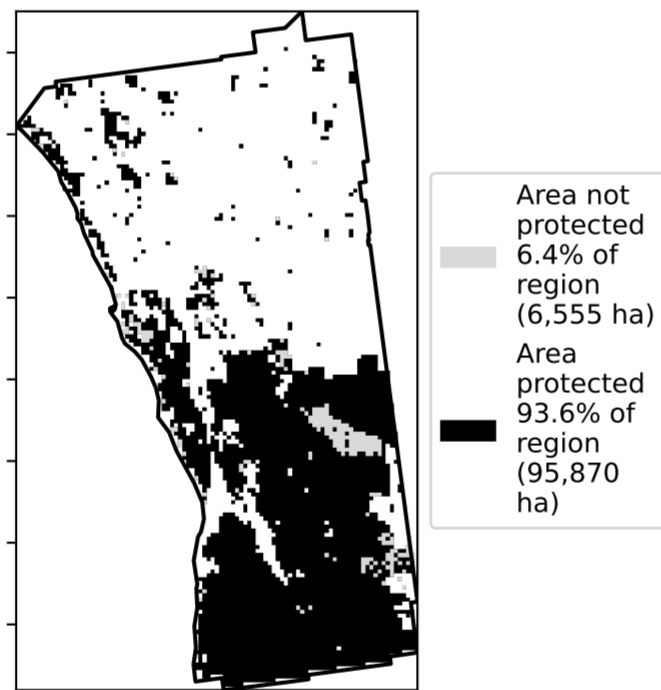 Area not
protected
6.4% of
region
(6,555 ha)
Area
protected
93.6% of
region
(95,870
ha)